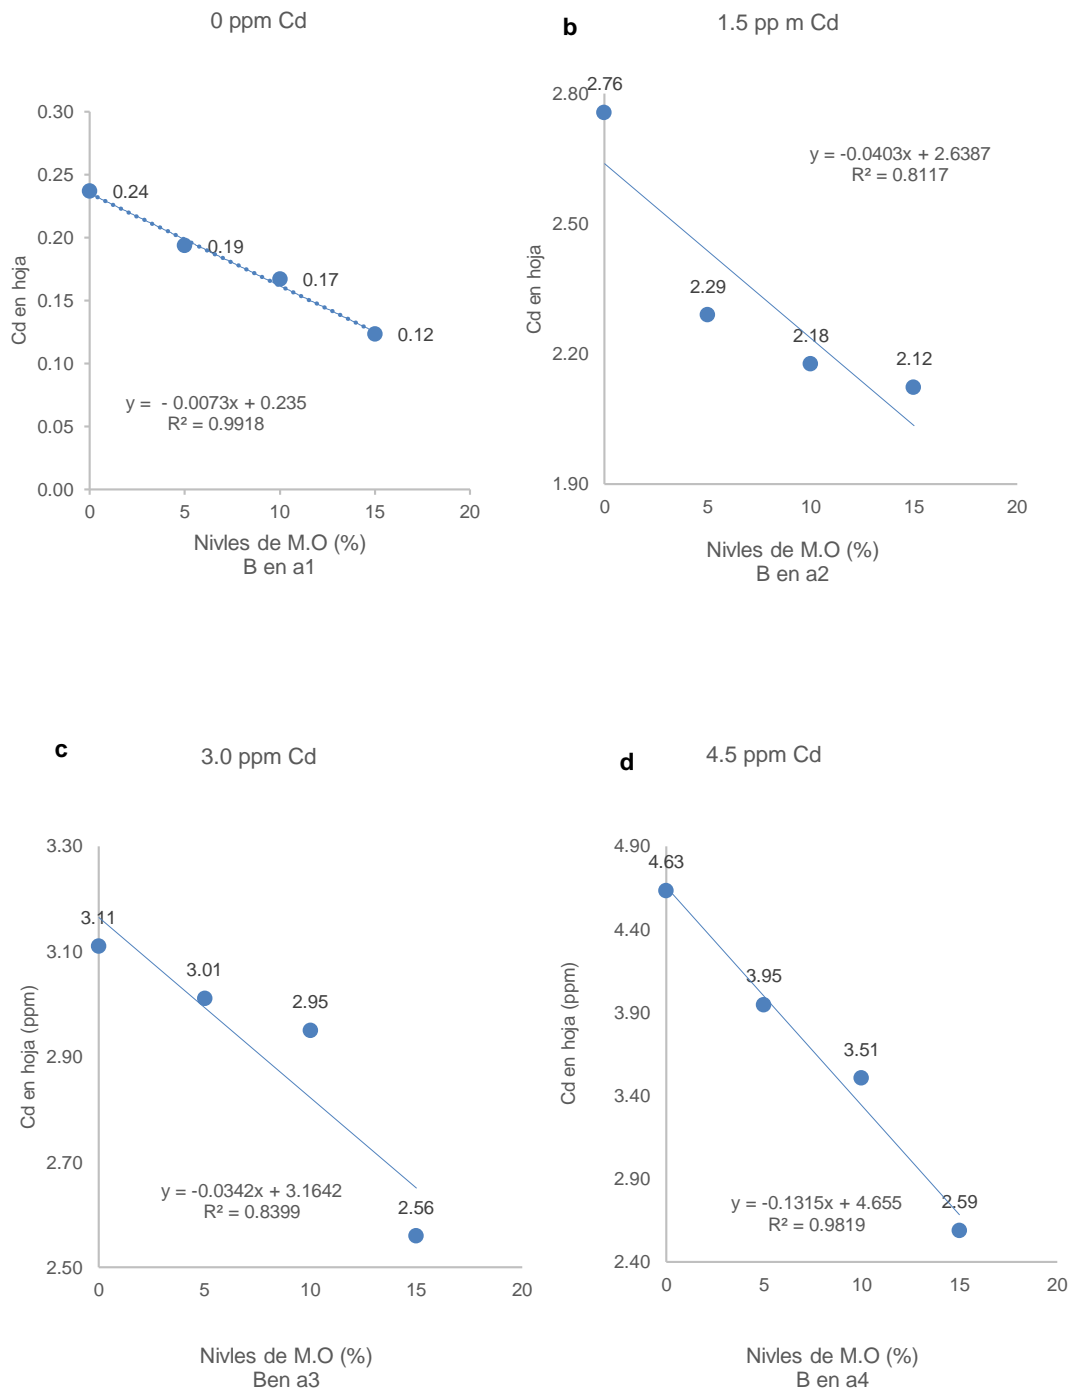 0 ppm Cd
0.30
0.25
0.20
0.15
0.10
0.05
0.00
Cd en hoja
0.24
0.19
0.17
0.12
y =  - 0.0073x + 0.235
R² = 0.9918
0 5 10 15 20
Nivles de M.O (%)
B en a1
b
1.5 pp m Cd
2.80
2.50
2.20
1.90
Cd en hoja
2.76
2.29
2.18
2.12
y = -0.0403x + 2.6387
R² = 0.8117
0 5 10 15 20
Nivles de M.O (%)
B en a2
c
3.0 ppm Cd
3.30
3.10
2.90
2.70
2.50
Cd en hoja (ppm)
3.11
3.01
2.95
2.56
y = -0.0342x + 3.1642
R² = 0.8399
0 5 10 15 20
Nivles de M.O (%)
Ben a3
d
4.5 ppm Cd
4.90
4.40
3.90
3.40
2.90
2.40
Cd en hoja (ppm)
4.63
3.95
3.51
2.59
y = -0.1315x + 4.655
R² = 0.9819
0 5 10 15 20
Nivles de M.O (%)
B en a4